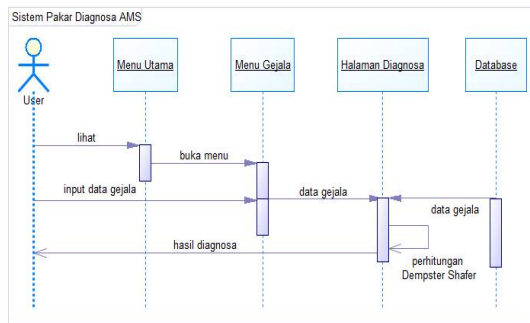 Sistem Pakar Diagnosa AMS
Menu Utama
Menu Gejala
Halaman Diagnosa
Database
User
lihat
buka menu
input data gejala
data gejala
data gejala
hasil diagnosa
perhitungan
Dempster Shafer